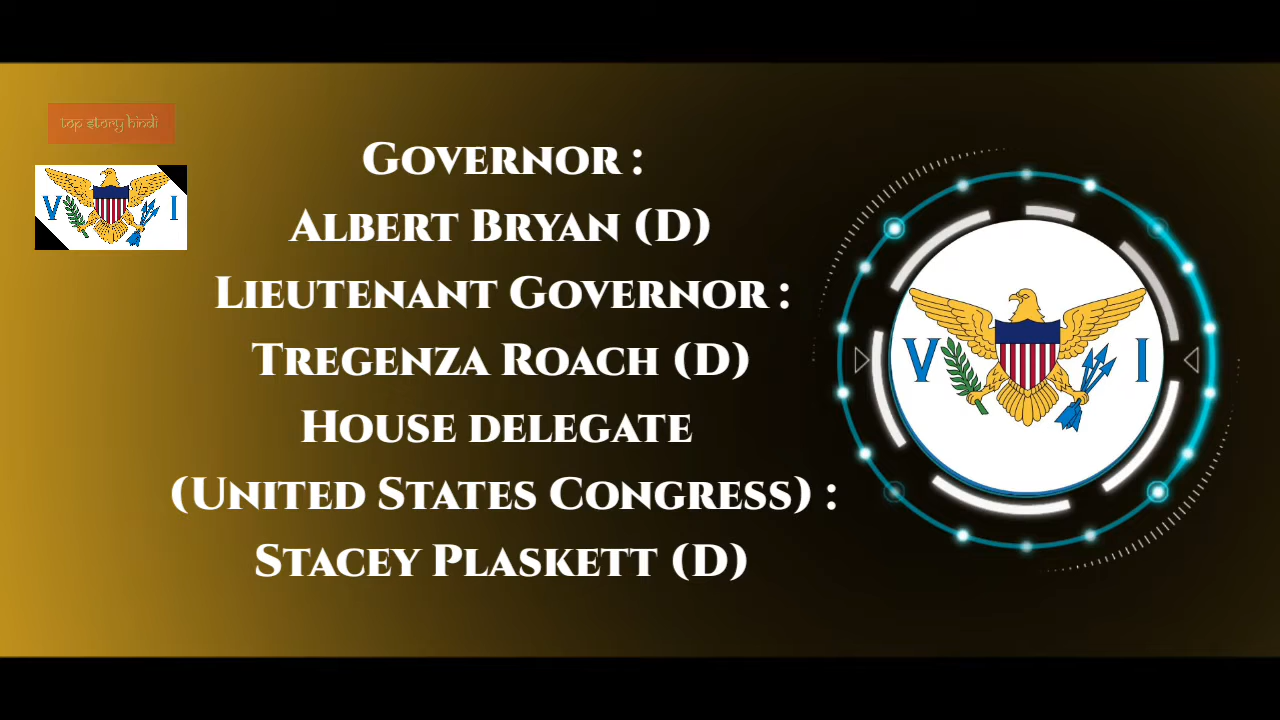 top story hindi
V I
Governor :
Albert Bryan (D)
Lieutenant Governor :
Tregenza Roach (D)
House delegate
(United States Congress) :
Stacey Plaskett (D)
V I